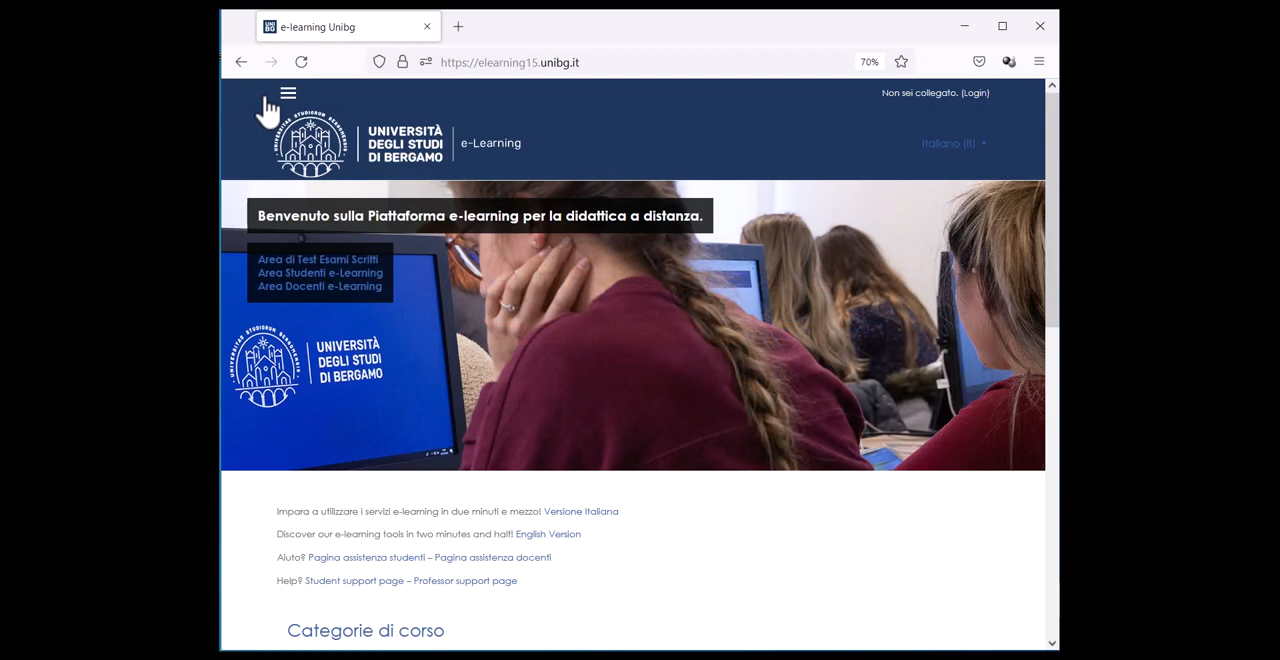 e-learning Unibg
https://elearning15.unibg.it
70%
Non sei collegato. (Login)
UNIVERSITÀ
DEGLI STUDI
DI BERGAMO
e-Learning
Italiano (it)
Benvenuto sulla Piattaforma e-learning per la didattica a distanza.
Area di Test Esami Scritti
Area Studenti e-Learning
Area Docenti e-Learning
UNIVERSITÀ
DEGLI STUDI
DI BERGAMO
Impara a utilizzare i servizi e-learning in due minuti e mezzo! Versione Italiana
Discover our e-learning tools in two minutes and half! English Version
Aiuto? Pagina assistenza studenti – Pagina assistenza docenti
Help? Student support page – Professor support page
Categorie di corso